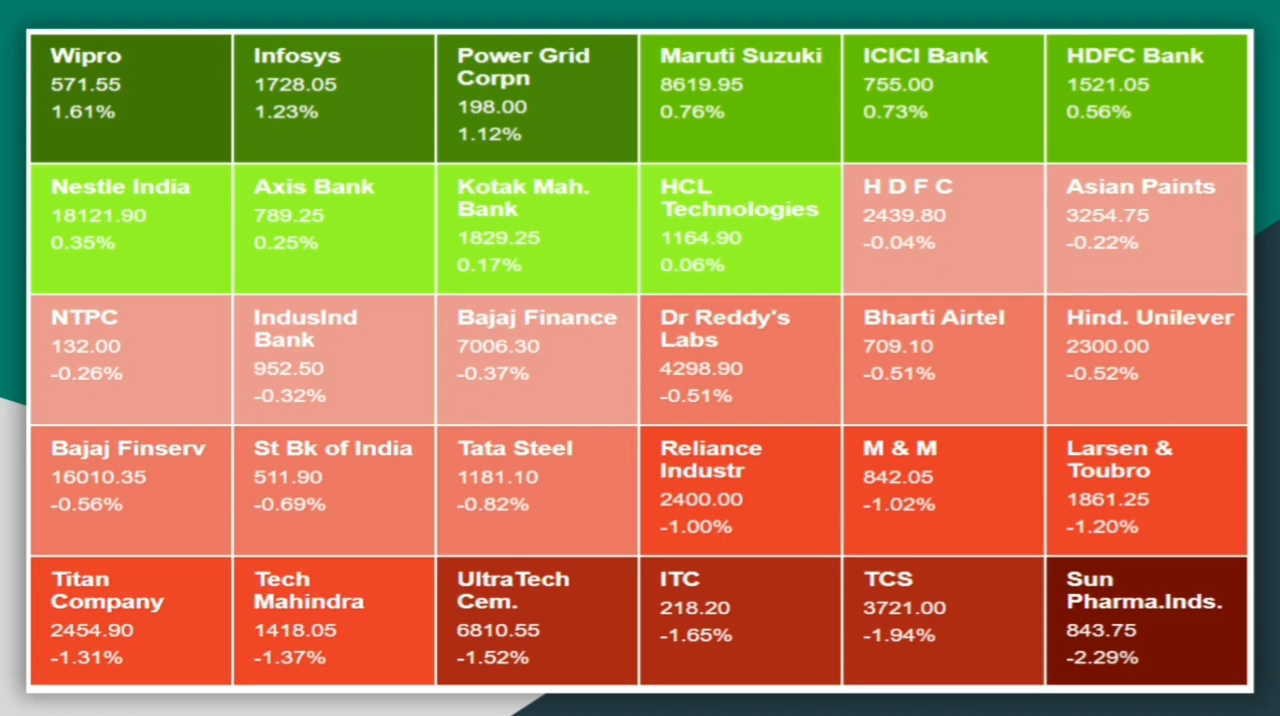 Wipro
571.55
1.61%
Infosys
1728.05
1.23%
Power Grid
Corpn
198.00
1.12%
Maruti Suzuki
8619.95
0.76%
ICICI Bank
755.00
0.73%
HDFC Bank
1521.05
0.56%
Nestle India
18121.90
0.35%
Axis Bank
789.25
0.25%
Kotak Mah.
Bank
1829.25
0.17%
HCL
Technologies
1164.90
0.06%
H D F C
2439.80
-0.04%
Asian Paints
3254.75
-0.22%
NTPC
132.00
-0.26%
IndusInd
Bank
952.50
-0.32%
Bajaj Finance
7006.30
-0.37%
Dr Reddy's
Labs
4298.90
-0.51%
Bharti Airtel
709.10
-0.51%
Hind. Unilever
2300.00
-0.52%
Bajaj Finserv
16010.35
-0.56%
St Bk of India
511.90
-0.69%
Tata Steel
1181.10
-0.82%
Reliance
Industr
2400.00
-1.00%
M & M
842.05
-1.02%
Larsen &
Toubro
1861.25
-1.20%
Titan
Company
2454.90
-1.31%
Tech
Mahindra
1418.05
-1.37%
UltraTech
Cem.
6810.55
-1.52%
ITC
218.20
-1.65%
TCS
3721.00
-1.94%
Sun
Pharma.Inds.
843.75
-2.29%